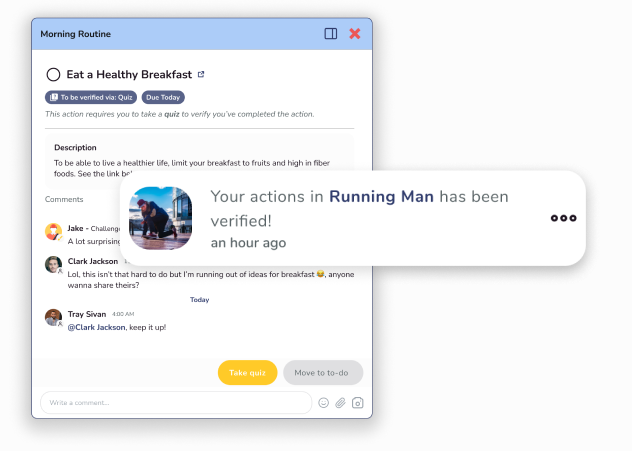 Morning Routine
Eat a Healthy Breakfast
To be verified via: Quiz
Due Today
This action requires you to take a quiz to verify you've completed the action.
Description
To be able to live a healthier life, limit your breakfast to fruits and high in fiber
foods. See the link
Comments
Your actions in Running Man has been
verified!
an hour ago
Jake - Challenge
A lot surprising
Clark Jackson
Lol, this isn't that hard to do but I'm running out of ideas for breakfast 😂, anyone
wanna share theirs?
Today
Tray Sivan 4:00 AM
@Clark Jackson, keep it up!
Take quiz
Move to to-do
Write a comment...